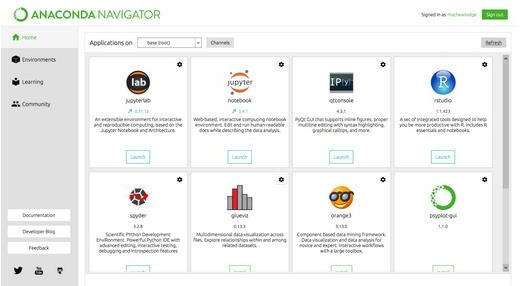 ANACONDA NAVIGATOR
Signed in as mathewwidge
Sign out
Home
Environments
Learning
Community
Documentation
Developer Blog
Feedback
Applications on
base (root)
Channels
Refresh
lab
jupyterlab
0.31.12
An extensible environment for interactive
and reproducible computing, based on the
Jupyter Notebook and Architecture.
Launch
jupyter
notebook
5.4.1
Web-based, interactive computing notebook
environment. Edit and run human-readable
docs while describing the data analysis.
Launch
IP[y]:
qtconsole
4.3.1
PyQt GUI that supports inline figures, proper
multiline editing with syntax highlighting,
graphical calltips, and more.
Launch
R
rstudio
1.1.423
A set of integrated tools designed to help
you be more productive with R. Includes R
essentials and notebooks.
Launch
spyder
3.2.8
Scientific PYthon Development
EnviRonment. Powerful Python IDE with
advanced editing, interactive testing,
debugging and introspection features
glueviz
0.13.3
Multidimensional data visualization across
files. Explore relationships within and among
related datasets.
orange3
3.13.0
Component based data mining framework.
Data visualization and data analysis for
novice and expert. Interactive workflows
with a large toolbox.
psyplot-gui
1.1.0